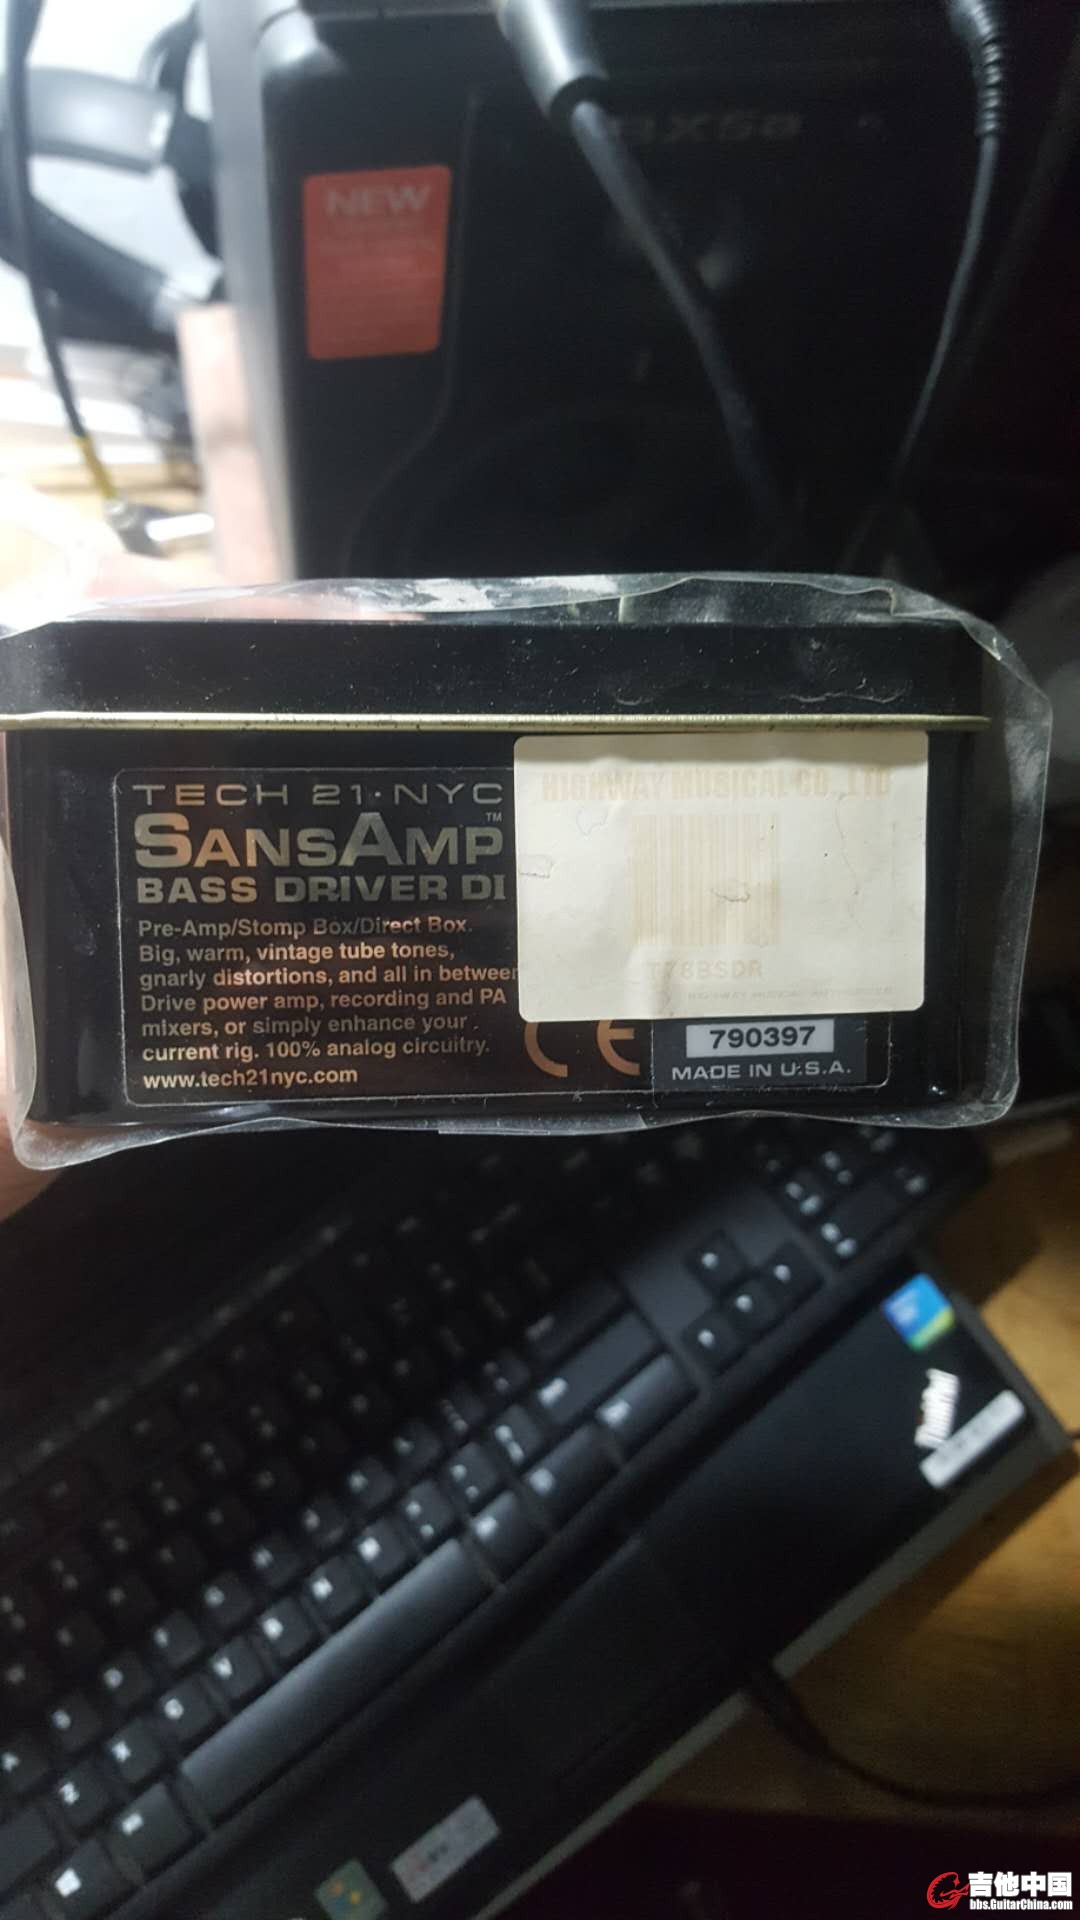 BX5a
NEW
TECH 21·NYC
SANSAMP™
BASS DRIVER DI
Pre-Amp/Stomp Box/Direct Box.
Big, warm, vintage tube tones,
gnarly distortions, and all in between
Drive power amp, recording and PA
mixers, or simply enhance your
current rig. 100% analog circuitry.
www.tech21nyc.com
HIGHWAY MUSICAL CO.,LTD
T78BSDR
CE
790397
MADE IN U.S.A.
ThinkPad
吉他中国
bbs.GuitarChina.com